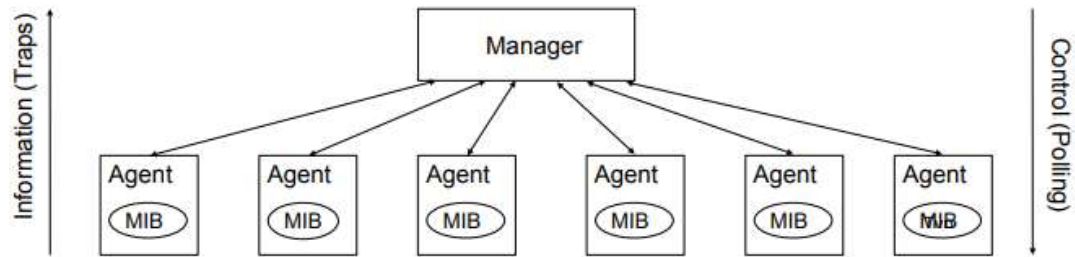 Manager
Information (Traps)
Control (Polling)
Agent
MIB
Agent
MIB
Agent
MIB
Agent
MIB
Agent
MIB
Agent